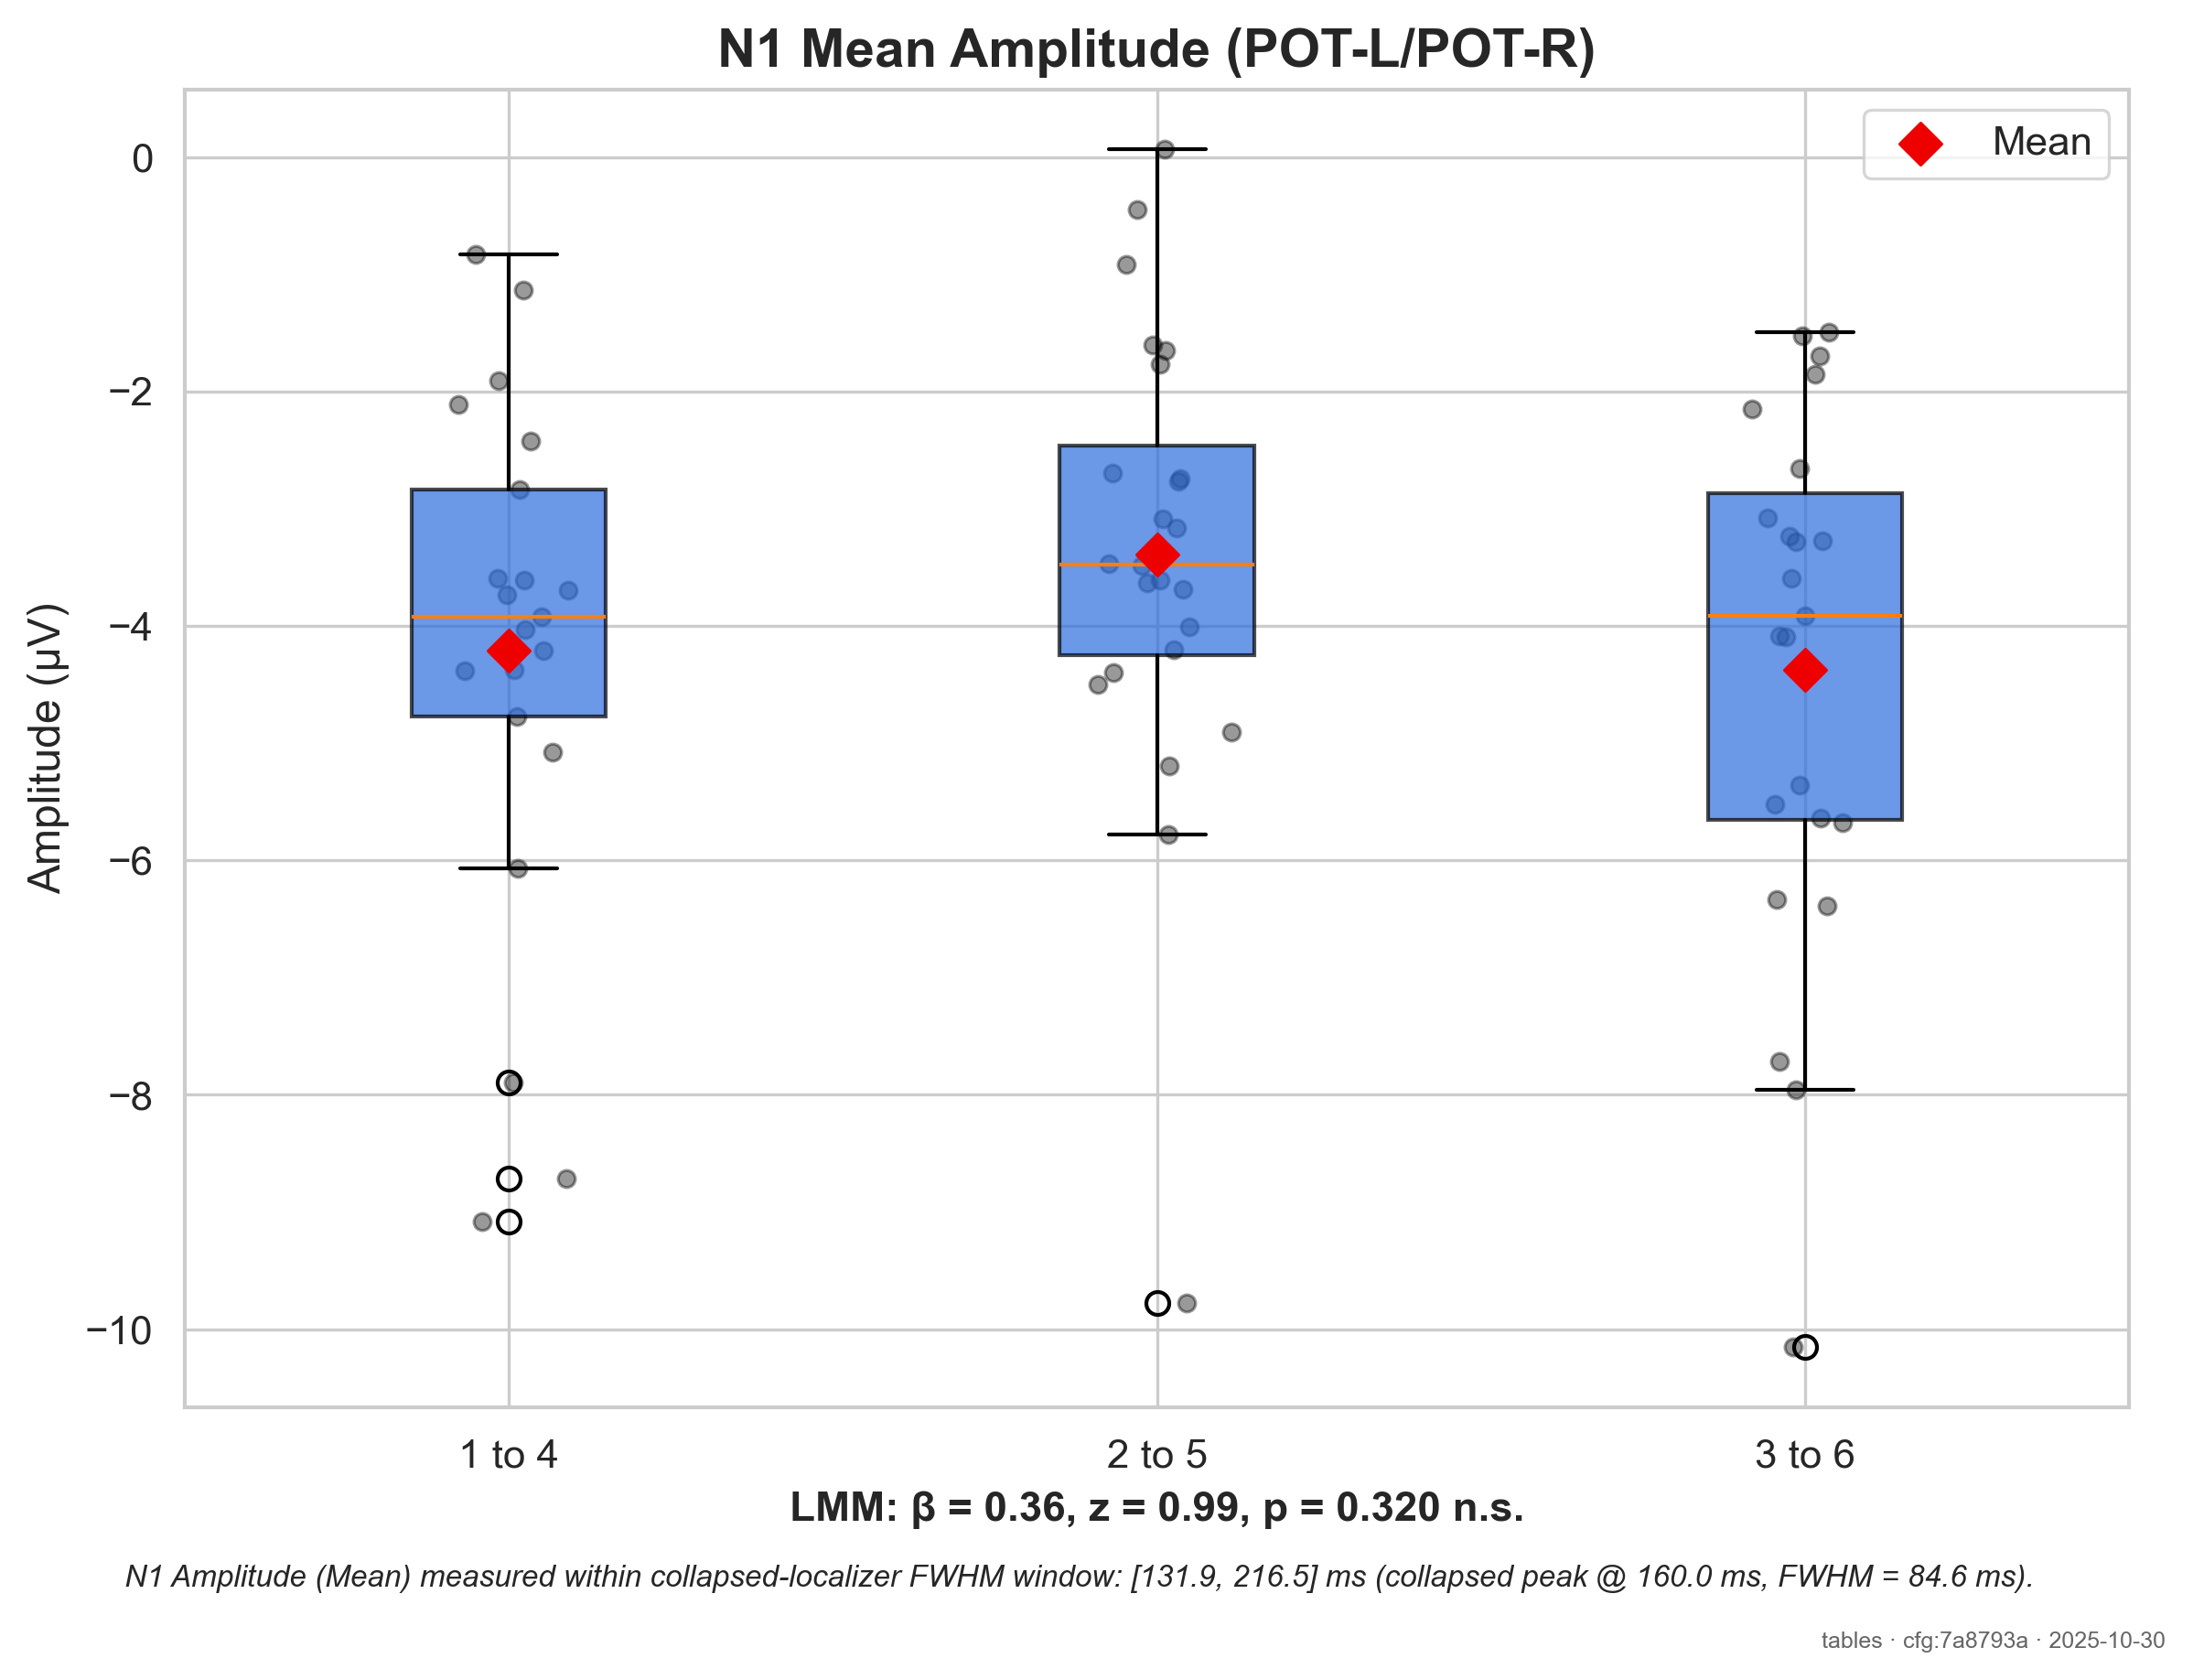 N1 Mean Amplitude (POT-L/POT-R)
Mean
0
−2
−4
−6
−8
−10
Amplitude (μV)
1 to 4
2 to 5
3 to 6
LMM: β = 0.36, z = 0.99, p = 0.320 n.s.
N1 Amplitude (Mean) measured within collapsed-localizer FWHM window: [131.9, 216.5] ms (collapsed peak @ 160.0 ms, FWHM = 84.6 ms).
tables · cfg:7a8793a · 2025-10-30